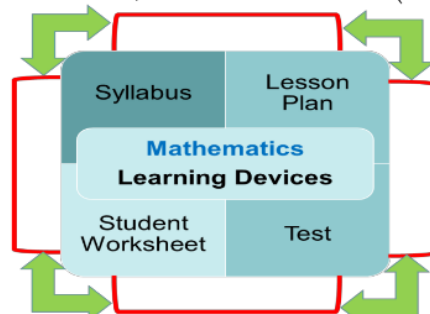 Syllabus
Lesson
Plan
Mathematics
Learning Devices
Student
Worksheet
Test